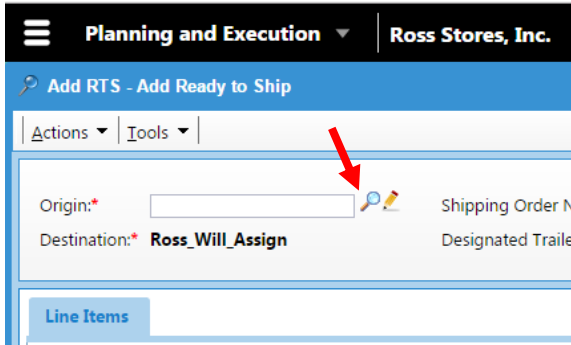 Planning and Execution ▼ Ross Stores, Inc.
Add RTS - Add Ready to Ship
Actions ▼ Tools ▼
Origin:* Shipping Order
Destination:* Ross_Will_Assign Designated
Line Items